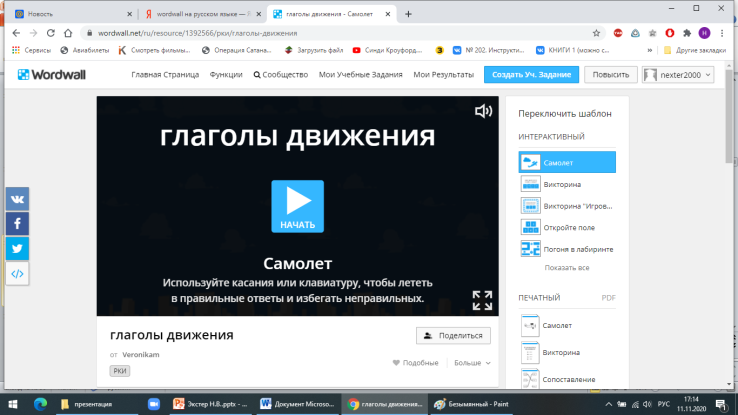 Новость
wordwall на русском языке — Я
глаголы движения - Самолет
wordwall.net/ru/resource/1392566/рки/глаголы-движения
Сервисы
Авиабилеты
Смотреть фильмы...
Операция Сатана...
Загрузить файл
Синди Кроуфорд...
№ 202. Инструкти...
КНИГИ 1 (можно с...
Другие закладки
Wordwall
Главная Страница
Функции
Сообщество
Мои Учебные Задания
Мои Результаты
Создать Уч. Задание
Повысить
nexter2000
глаголы движения
НАЧАТЬ
Самолет
Используйте касания или клавиатуру, чтобы лететь
в правильные ответы и избегать неправильных.
глаголы движения
Поделиться
от Veronikam
РКИ
Подобные
Больше
Переключить шаблон
ИНТЕРАКТИВНЫЙ
Самолет
Викторина
Викторина "Игров...
Откройте поле
Погоня в лабиринте
Показать все
ПЕЧАТНЫЙ
PDF
Самолет
Викторина
Сопоставление
презентация
Экстер Н.В..pptx - ...
Документ Microso...
глаголы движения...
Безымянный - Paint
РУС
17:14
11.11.2020